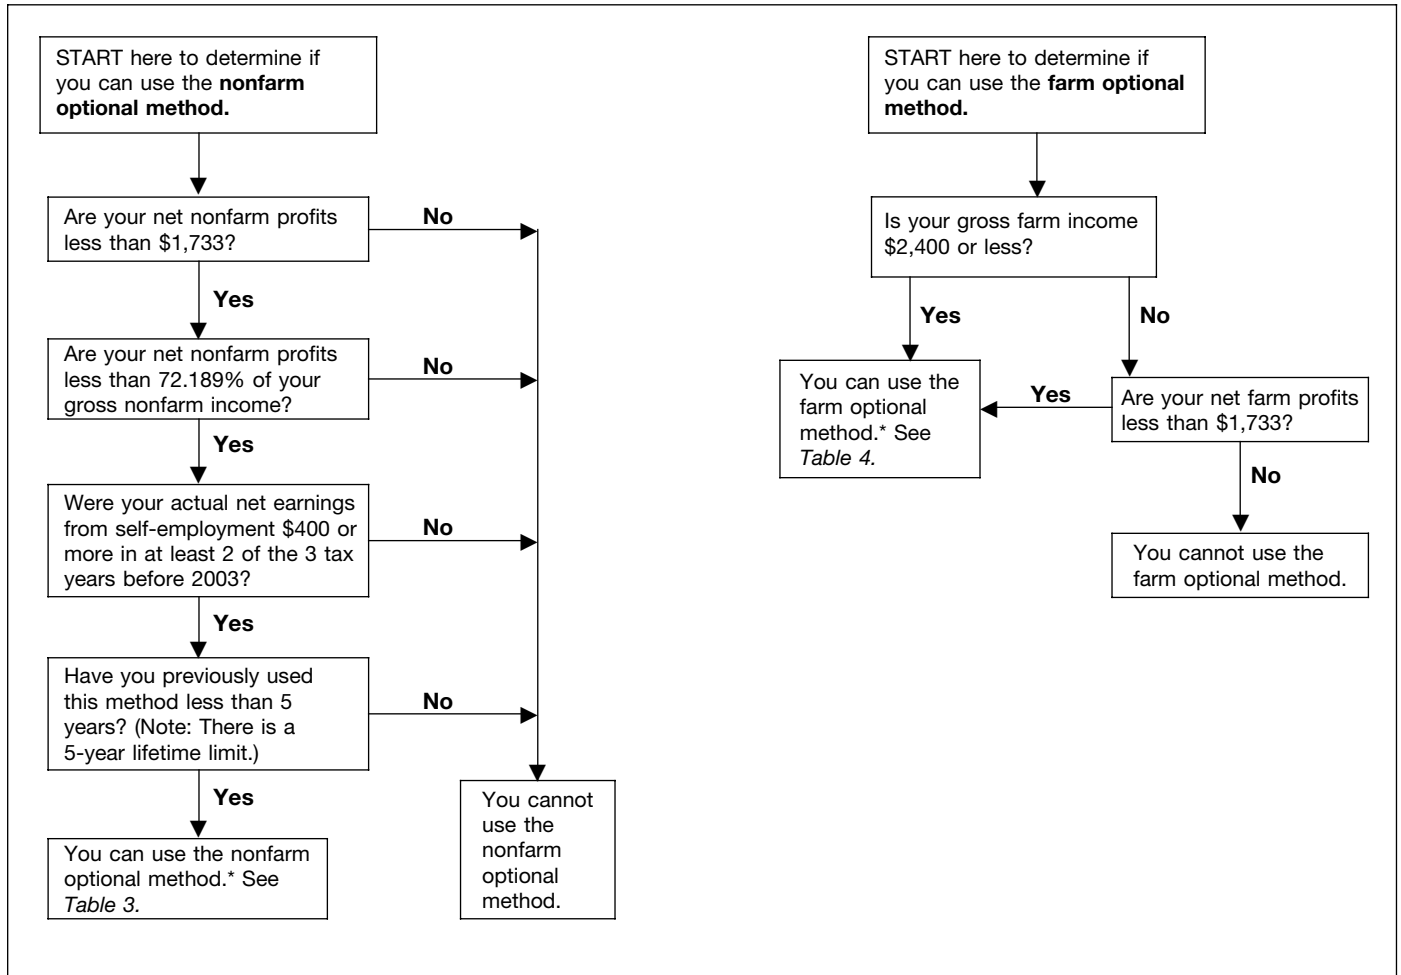 START here to determine if
you can use the nonfarm
optional method.
Are your net nonfarm profits
less than $1,733?
No
Yes
Are your net nonfarm profits
less than 72.189% of your
gross nonfarm income?
No
Yes
Were your actual net earnings
from self-employment $400 or
more in at least 2 of the 3 tax
years before 2003?
No
Yes
Have you previously used
this method less than 5
years? (Note: There is a
5-year lifetime limit.)
No
Yes
You can use the nonfarm
optional method.* See
Table 3.
You cannot
use the
nonfarm
optional
method.
START here to determine if
you can use the farm optional
method.
Is your gross farm income
$2,400 or less?
Yes
No
You can use the
farm optional
method.* See
Table 4.
Yes
Are your net farm profits
less than $1,733?
No
You cannot use the
farm optional method.